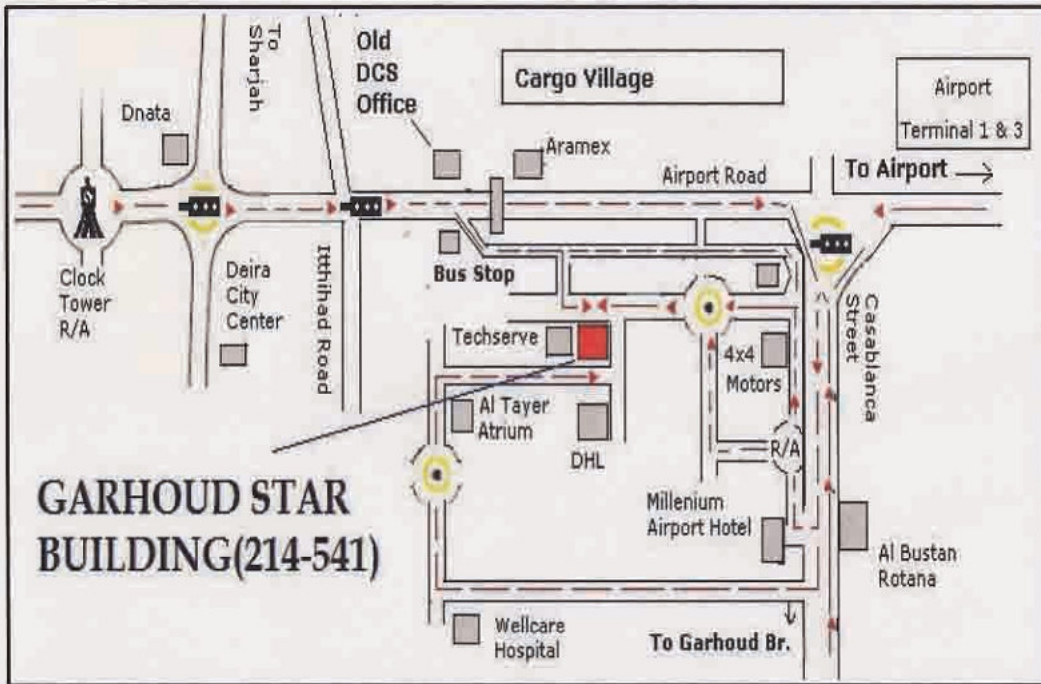 To
Sharjah
Old
DCS
Office
Cargo Village
Airport
Terminal 1 & 3
Dnata
Aramex
Airport Road
To Airport
Clock
Tower
R/A
Deira
City
Center
Itthihad Road
Bus Stop
Casablanca
Street
Techserve
4x4
Motors
Al Tayer
Atrium
DHL
R/A
GARHOUD STAR
BUILDING(214-541)
Millenium
Airport Hotel
Al Bustan
Rotana
Wellcare
Hospital
To Garhoud Br.